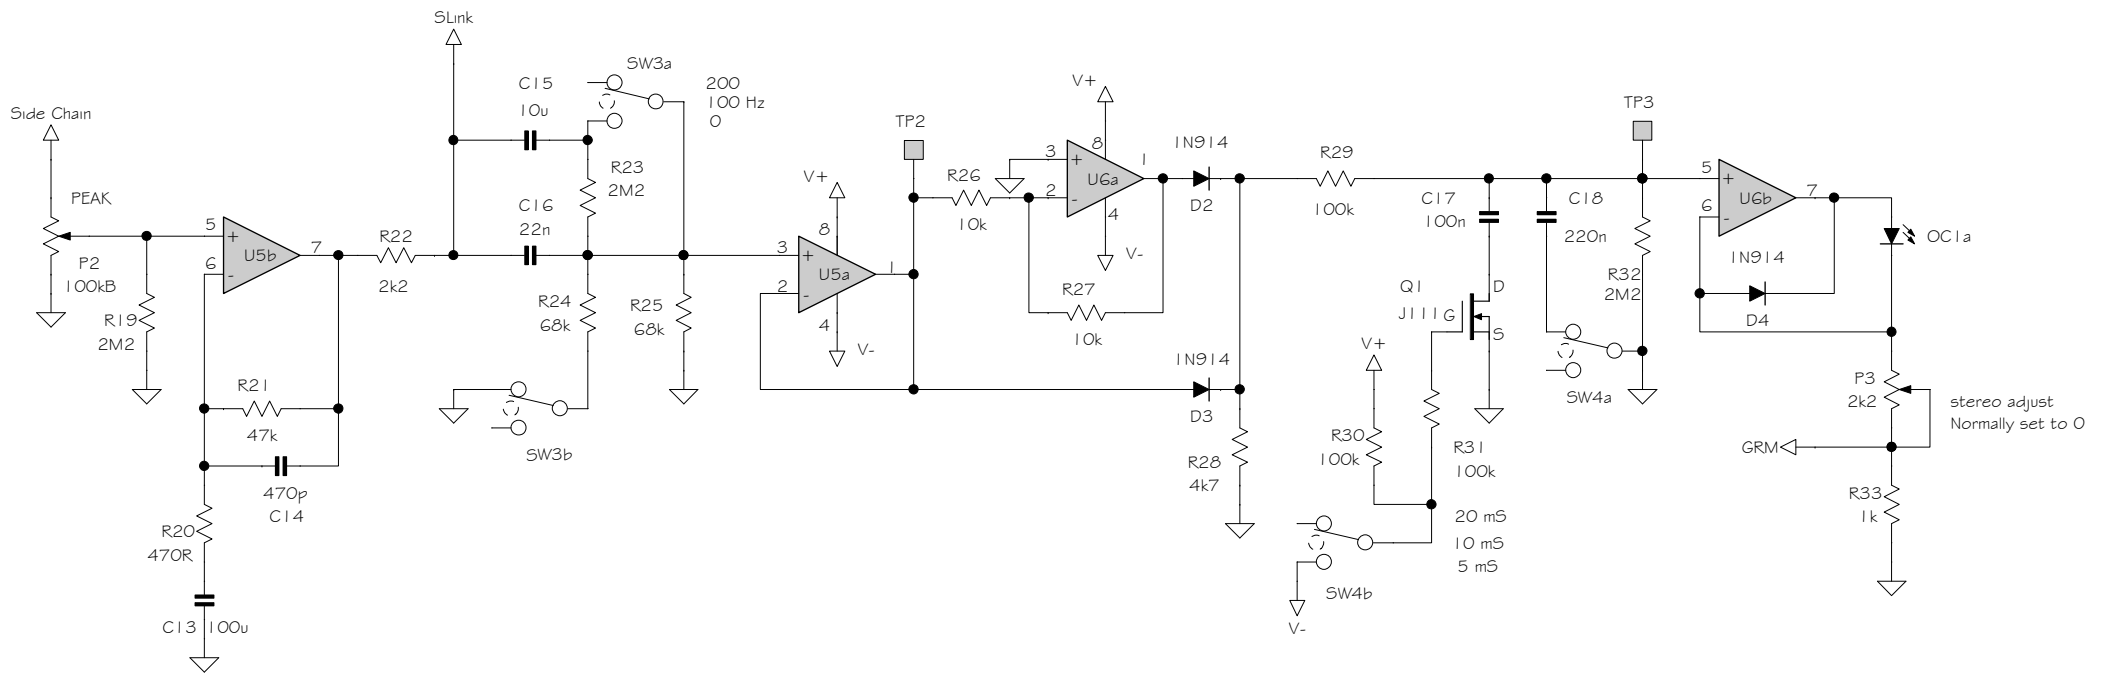 SLink
Side Chain
PEAK
P2
100kB
R19
2M2
5
+
6
-
U5b
7
R21
47k
470p
C14
R20
470R
C13
100u
R22
2k2
C15
10u
C16
22n
SW3a
200
100 Hz
0
R23
2M2
R24
68k
R25
68k
SW3b
V+
8
3
+
U5a
1
2
-
4
V-
TP2
R26
10k
V+
8
3
+
U6a
1
2
-
4
V-
R27
10k
1N914
D2
1N914
D3
R28
4k7
R29
100k
C17
100n
Q1
J111
G
D
S
V+
R30
100k
R31
100k
20 mS
10 mS
5 mS
SW4b
V-
C18
220n
SW4a
TP3
R32
2M2
5
+
6
-
U6b
7
1N914
D4
OC1a
P3
2k2
stereo adjust
Normally set to 0
GRM
R33
1k